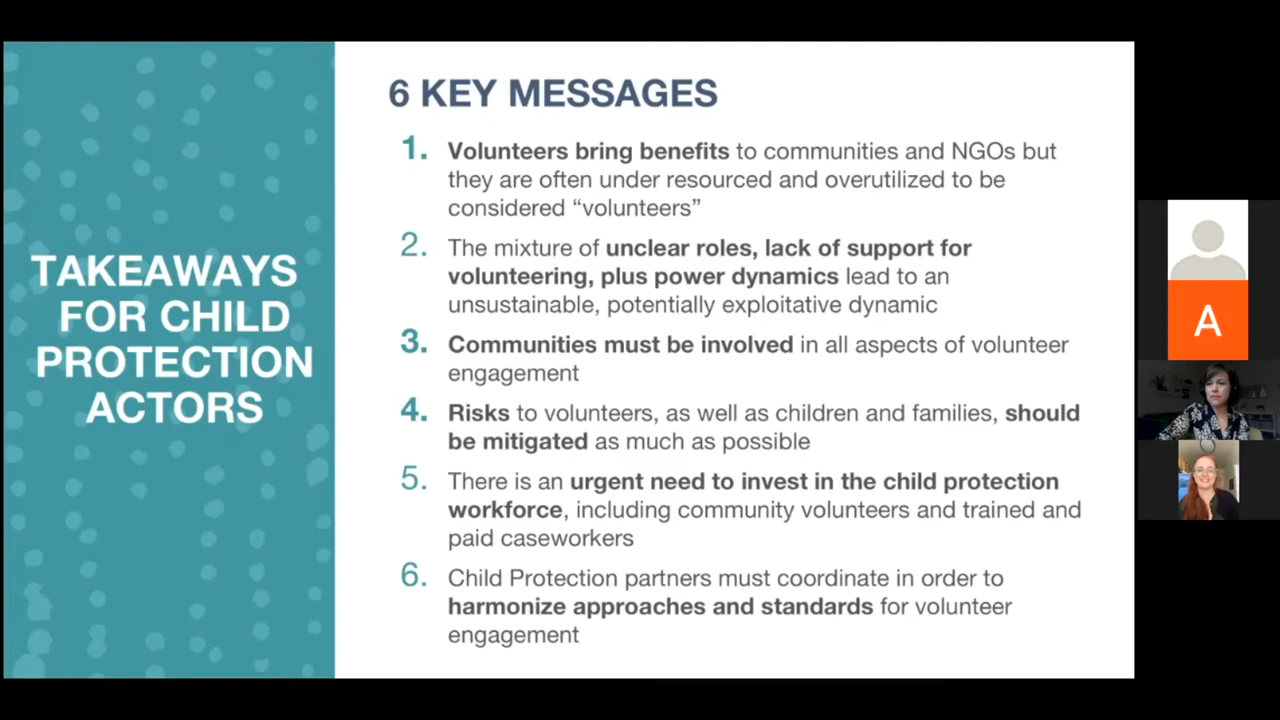 TAKEAWAYS
FOR CHILD
PROTECTION
ACTORS
6 KEY MESSAGES
1. Volunteers bring benefits to communities and NGOs but
they are often under resourced and overutilized to be
considered “volunteers”
2. The mixture of unclear roles, lack of support for
volunteering, plus power dynamics lead to an
unsustainable, potentially exploitative dynamic
3. Communities must be involved in all aspects of volunteer
engagement
4. Risks to volunteers, as well as children and families, should
be mitigated as much as possible
5. There is an urgent need to invest in the child protection
workforce, including community volunteers and trained and
paid caseworkers
6. Child Protection partners must coordinate in order to
harmonize approaches and standards for volunteer
engagement
A